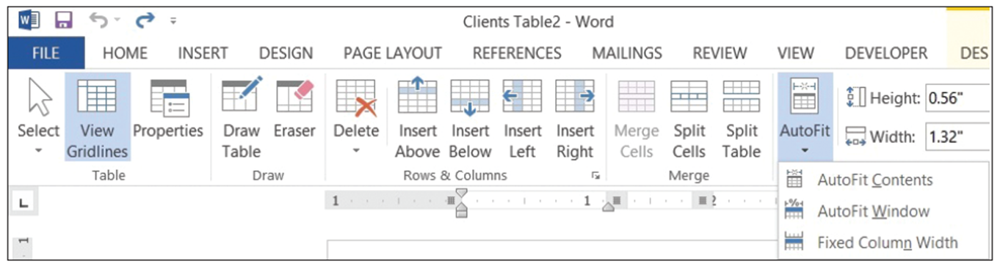 Clients Table2 - Word
FILE HOME INSERT DESIGN PAGE LAYOUT REFERENCES MAILINGS REVIEW VIEW DEVELOPER DES
Select View Gridlines Properties Draw Table Eraser Delete Insert Above Insert Below Insert Left Insert Right Merge Cells Split Cells Split Table AutoFit Height: 0.56"
Width: 1.32"
Table Draw Rows & Columns Merge
AutoFit Contents
1 1 2
AutoFit Window
Fixed Column Width
1